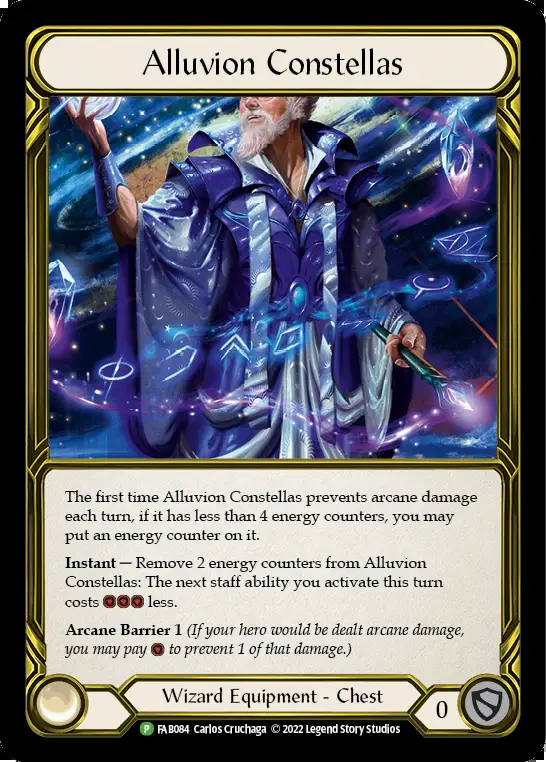 Alluvion Constellas
The first time Alluvion Constellas prevents arcane damage
each turn, if it has less than 4 energy counters, you may
put an energy counter on it.
Instant — Remove 2 energy counters from Alluvion
Constellas: The next staff ability you activate this turn
costs less.
Arcane Barrier 1 (If your hero would be dealt arcane damage,
you may pay to prevent 1 of that damage.)
Wizard Equipment - Chest
0
P FAB084 Carlos Cruchaga © 2022 Legend Story Studios